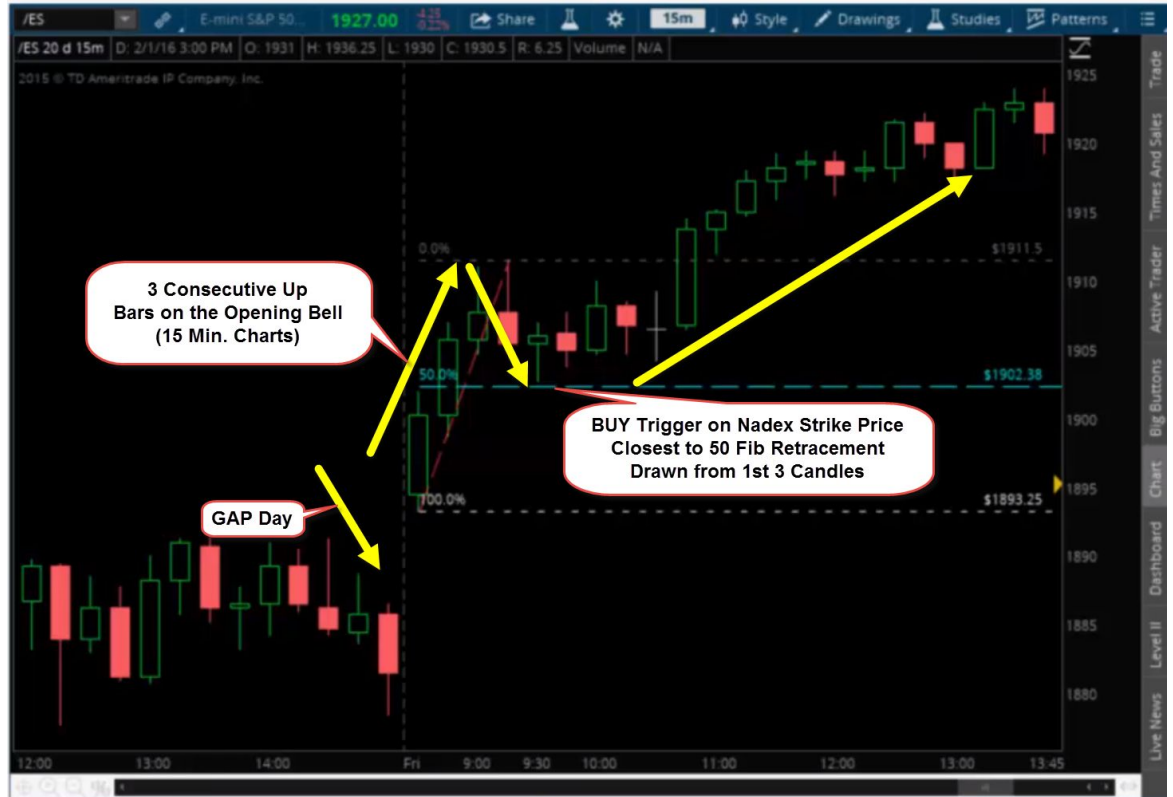 /ES E-mini S&P 50... 1927.00 -4.25 -0.22% Share 15m Style Drawings Studies Patterns
/ES 20 d 15m D: 2/1/16 3:00 PM O: 1931 H: 1936.25 L: 1930 C: 1930.5 R: 6.25 Volume N/A
2015 © TD Ameritrade IP Company, Inc.
1925
1920
1915
0.0% $1911.5
1910
3 Consecutive Up
Bars on the Opening Bell
(15 Min. Charts)
1905
50.0% $1902.38
1900
BUY Trigger on Nadex Strike Price
Closest to 50 Fib Retracement
Drawn from 1st 3 Candles
1895
100.0% $1893.25
GAP Day
1890
1885
1880
12:00 13:00 14:00 Fri 9:00 9:30 10:00 11:00 12:00 13:00 13:45
%
Trade
Times And Sales
Active Trader
Big Buttons
Chart
Dashboard
Level II
Live News